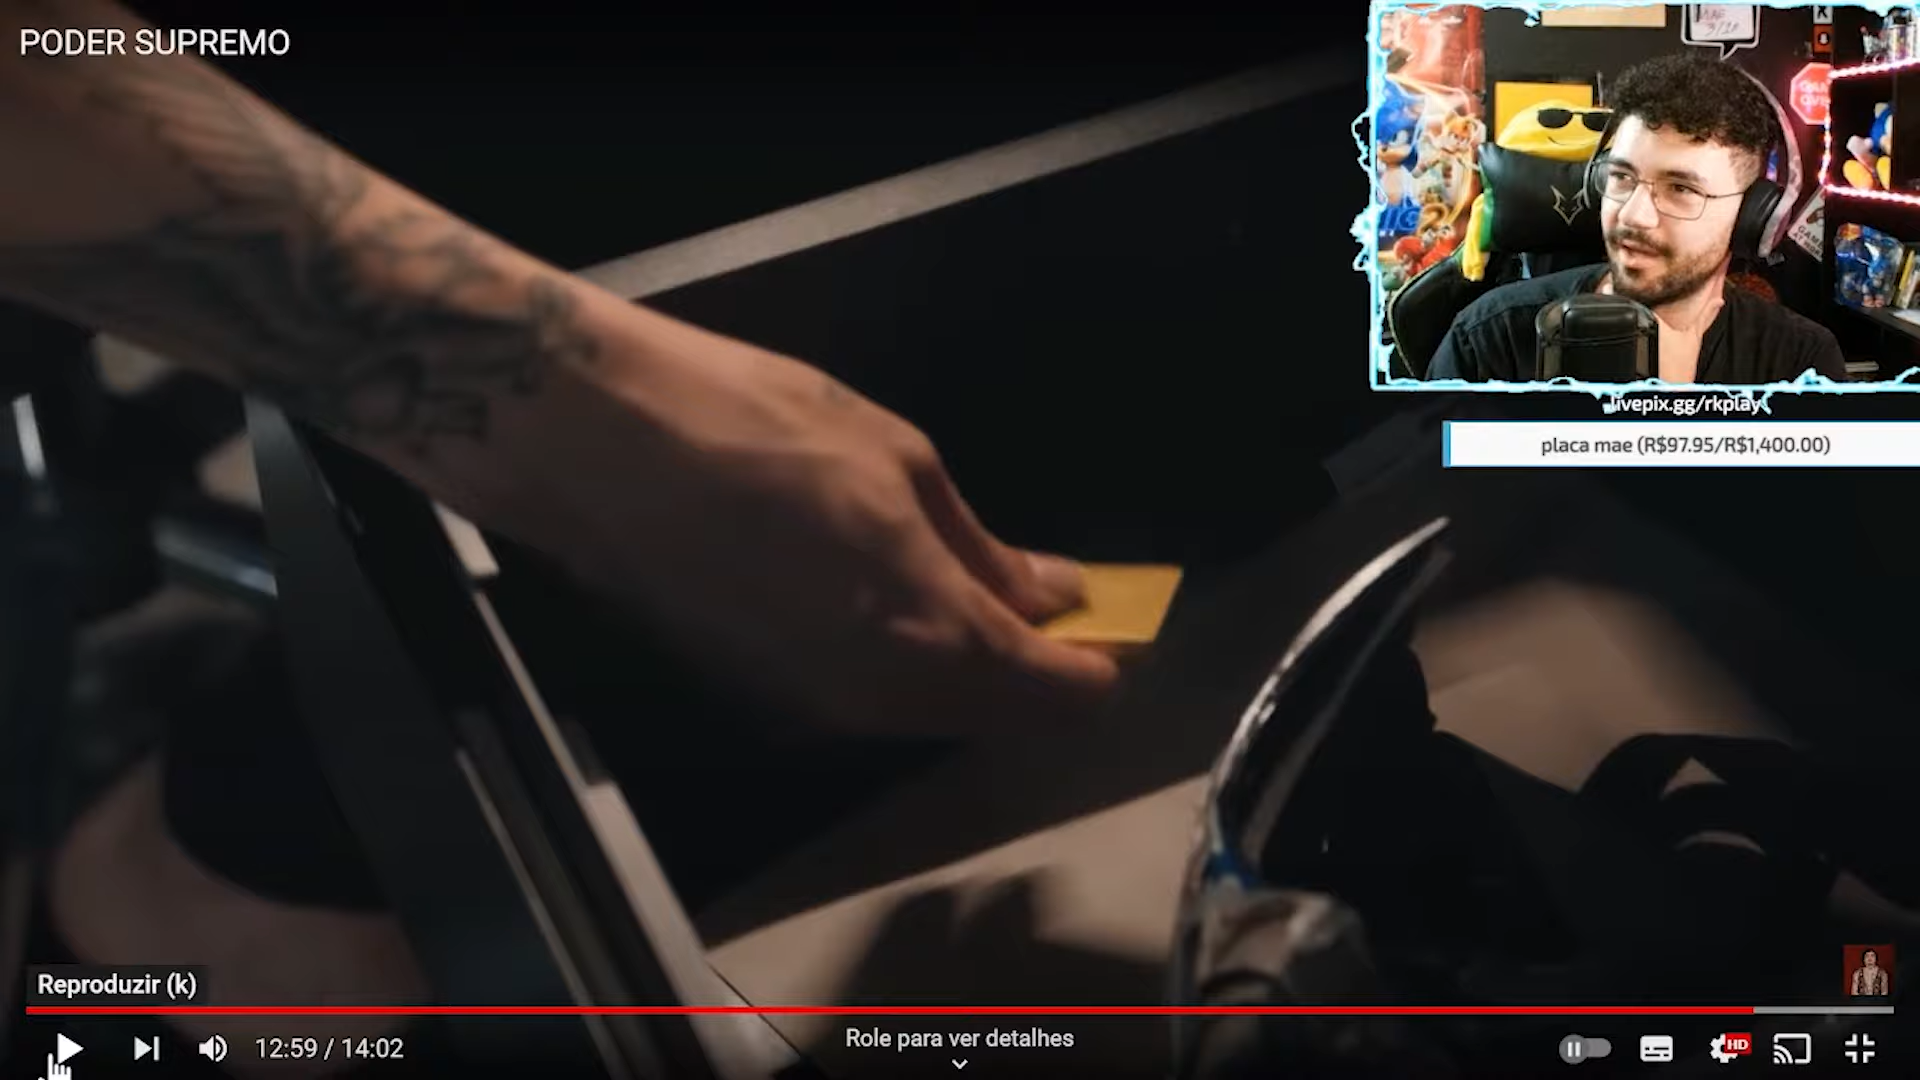 PODER SUPREMO
livepix.gg/rkplay
placa mae (R$97.95/R$1,400.00)
Reproduzir (k)
12:59 / 14:02
Role para ver detalhes
HD